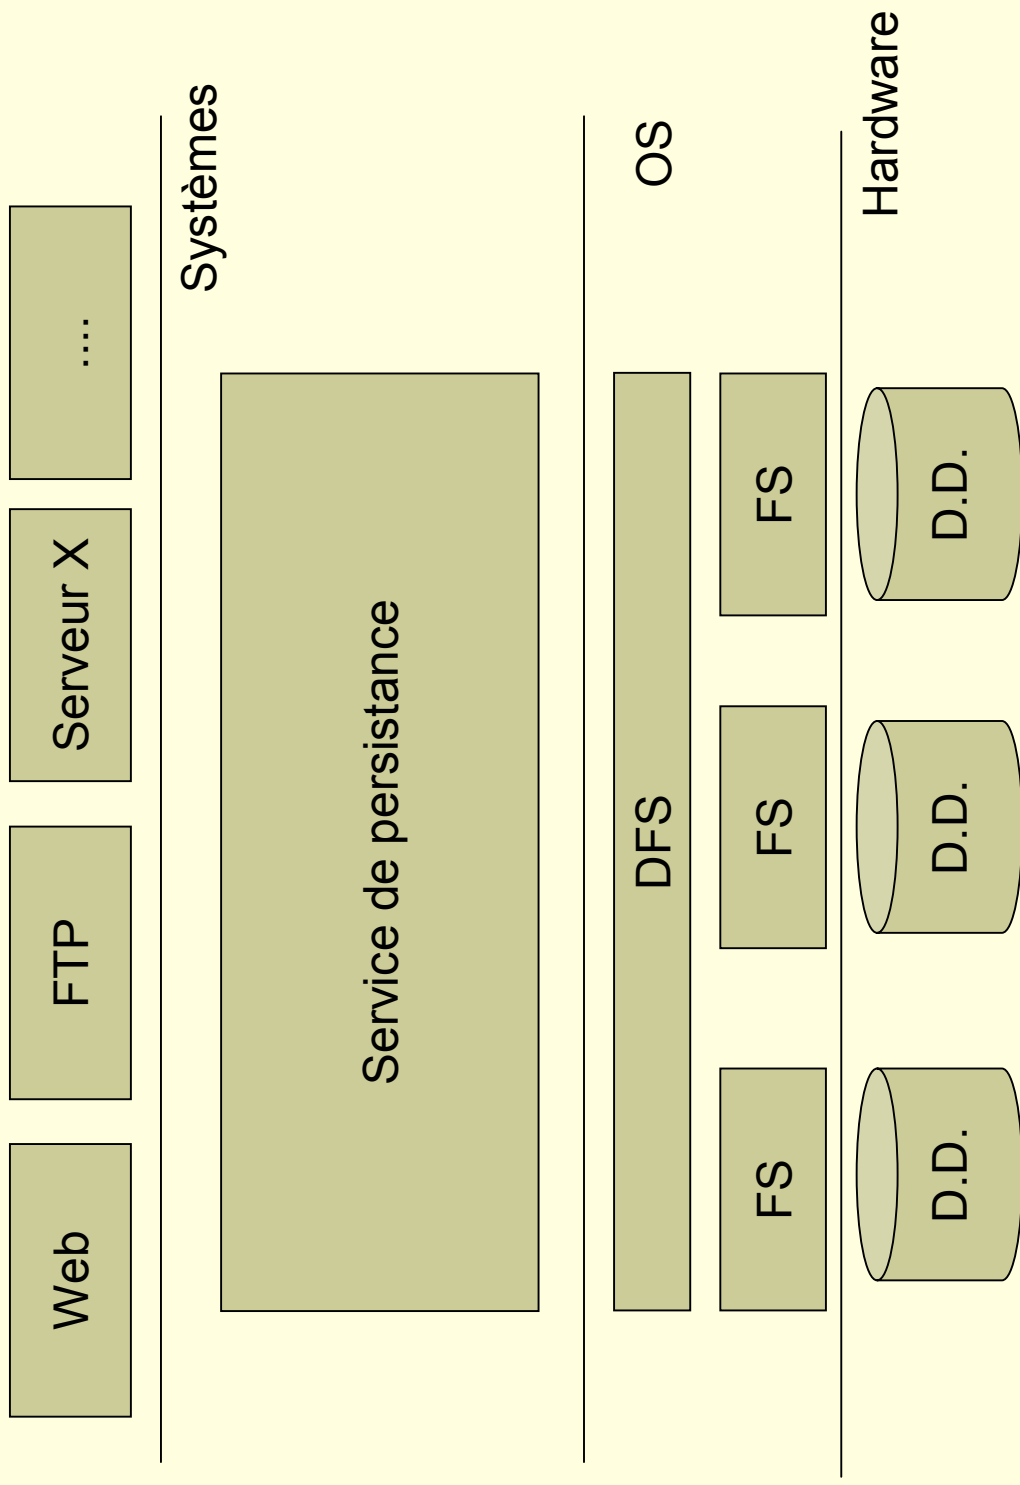 Web
FTP
Serveur X
....
Systèmes
Service de persistance
OS
DFS
FS
FS
FS
Hardware
D.D.
D.D.
D.D.